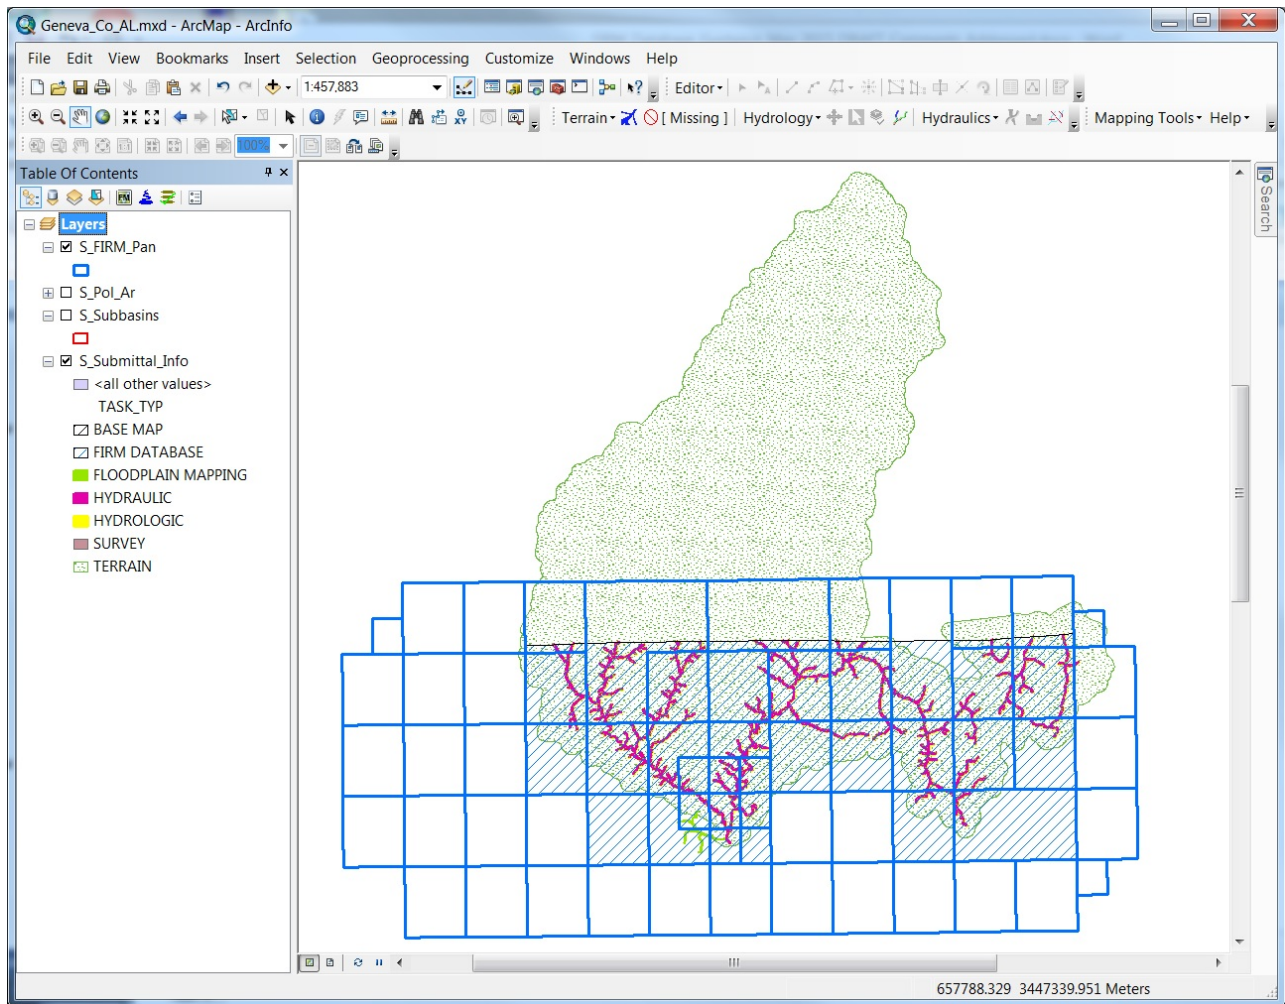 Geneva_Co_AL.mxd - ArcMap - ArcInfo
File Edit View Bookmarks Insert Selection Geoprocessing Customize Windows Help
1:457,883 Editor
Terrain [ Missing ] Hydrology Hydraulics Mapping Tools Help
100%
Table Of Contents
Search
Layers
S_FIRM_Pan
S_Pol_Ar
S_Subbasins
S_Submittal_Info
<all other values>
TASK_TYP
BASE MAP
FIRM DATABASE
FLOODPLAIN MAPPING
HYDRAULIC
HYDROLOGIC
SURVEY
TERRAIN
657788.329 3447339.951 Meters